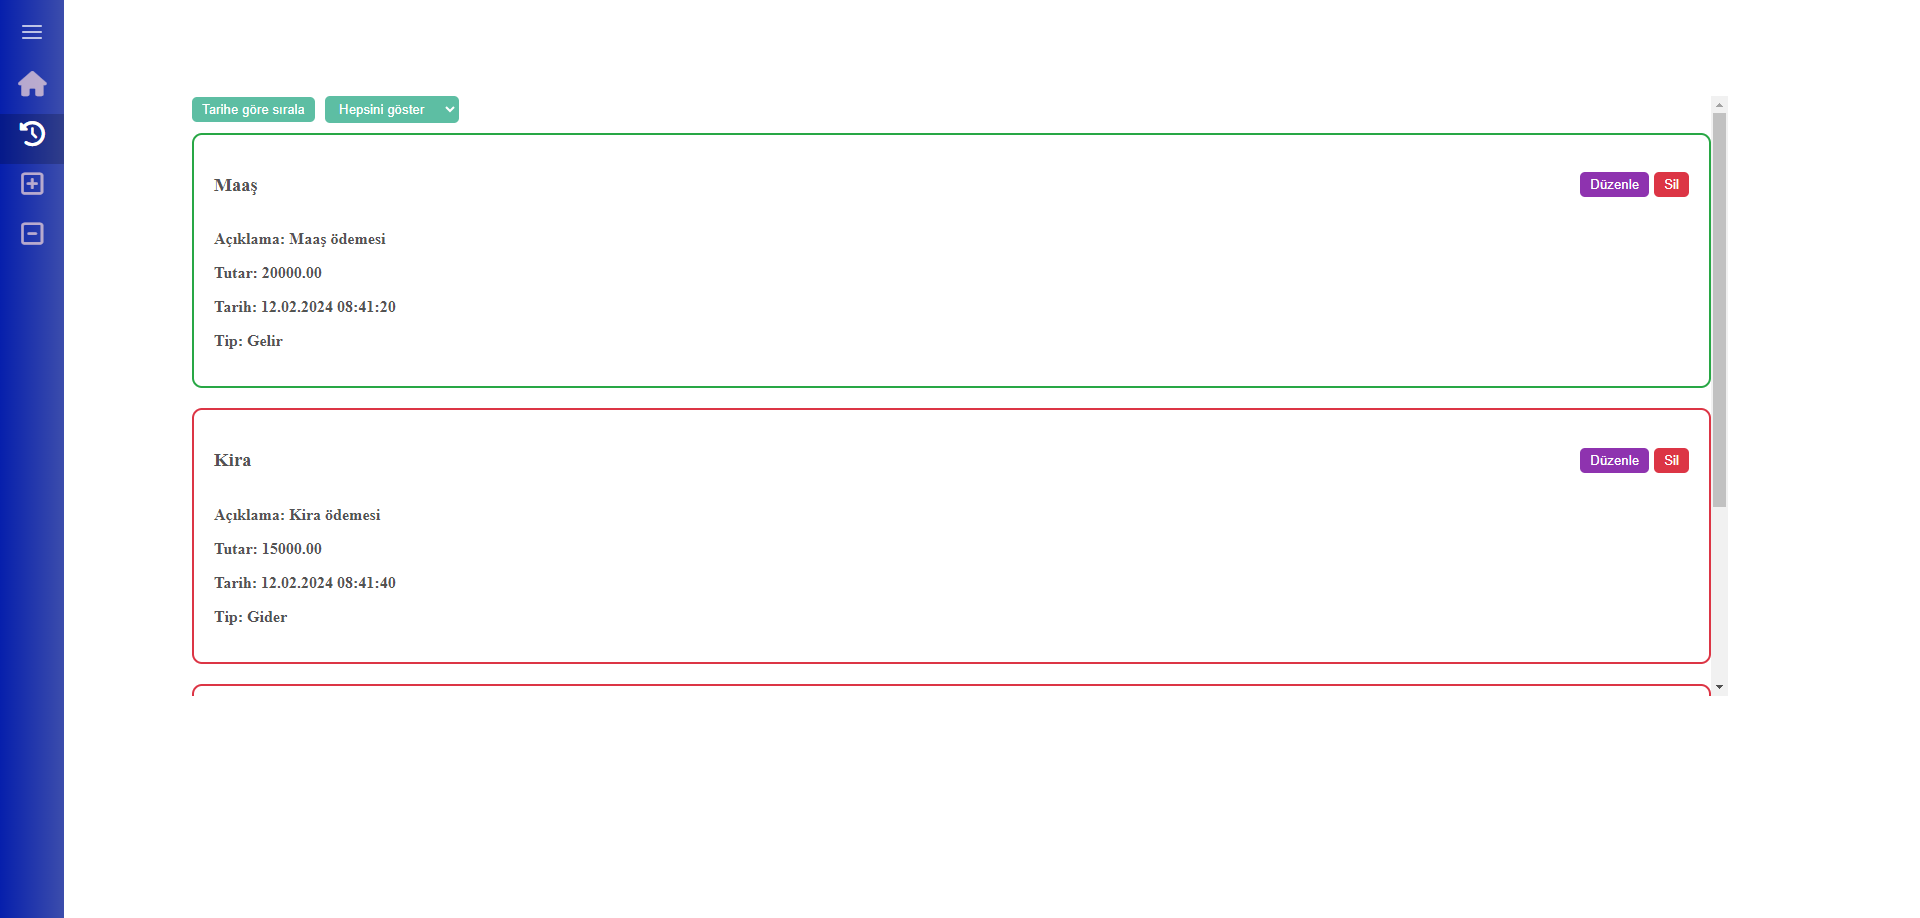 Tarihe göre sırala Hepsini göster
Maaş Düzenle Sil
Açıklama: Maaş ödemesi
Tutar: 20000.00
Tarih: 12.02.2024 08:41:20
Tip: Gelir
Kira Düzenle Sil
Açıklama: Kira ödemesi
Tutar: 15000.00
Tarih: 12.02.2024 08:41:40
Tip: Gider